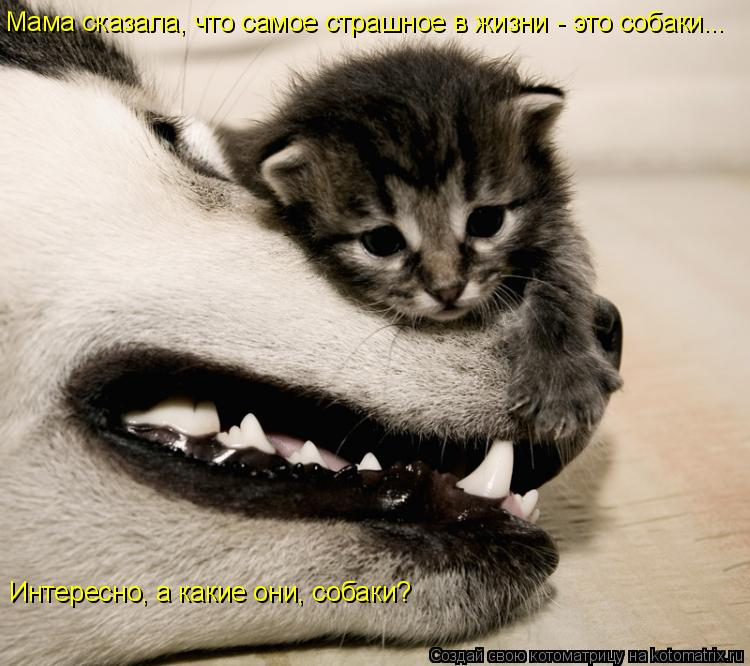 Мама сказала, что самое страшное в жизни - это собаки...
Интересно, а какие они, собаки?
Создай свою котоматрицу на kotomatrix.ru